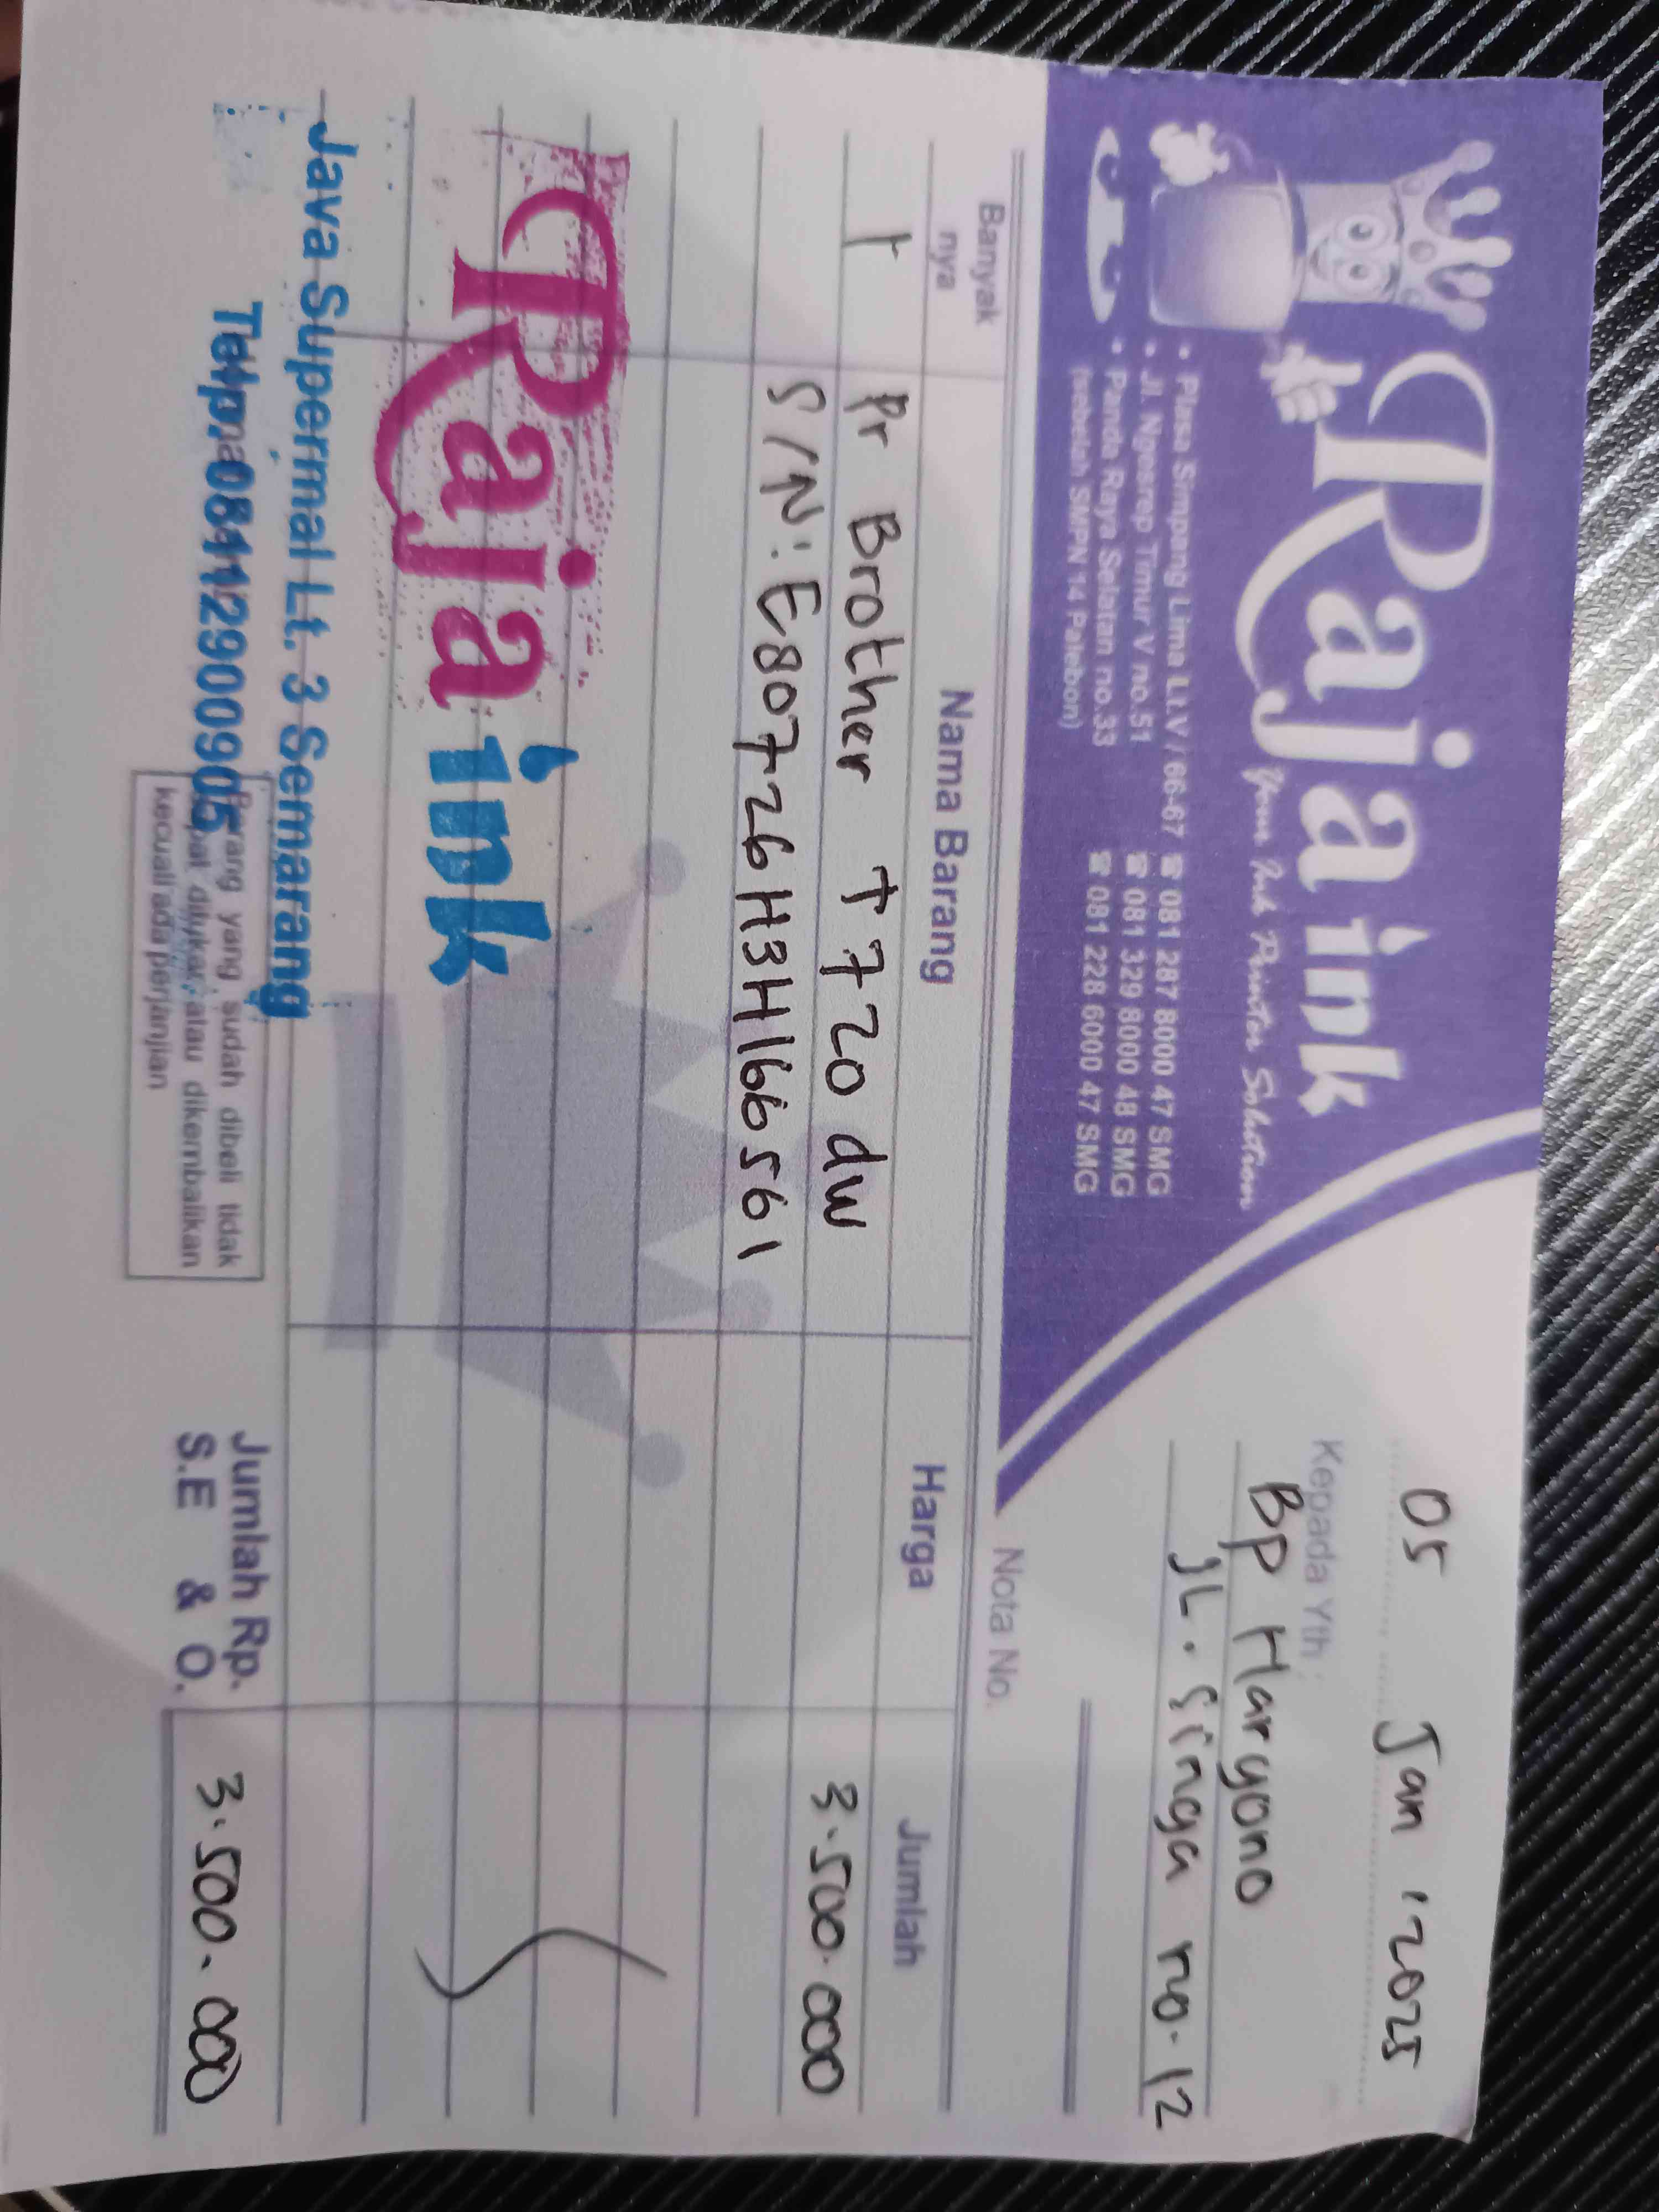 Raja ink
Your Ink Printer Solution
• Plasa Simpang Lima Lt.V / 66-67 ☎ 081 287 8000 47 SMG
• Jl. Ngesrep Timur V no.51 ☎ 081 329 8000 48 SMG
• Panda Raya Selatan no.33 ☎ 081 228 6000 47 SMG
(sebelah SMPN 14 Palebon)
05 Jan '2025
Kepada Yth :
Bp Hargono
JL. Singa no.12
Nota No.
Banyak nya Nama Barang Harga Jumlah
1 Pr Brother T720 dw 3.500.000
S/N: E80726H3H166561
Raja ink
Java Supermal Lt. 3 Semarang
Telp. 08112900905
Barang yang sudah dibeli tidak
dapat ditukar atau dikembalikan
kecuali ada perjanjian
Jumlah Rp. 3.500.000
S.E & O.